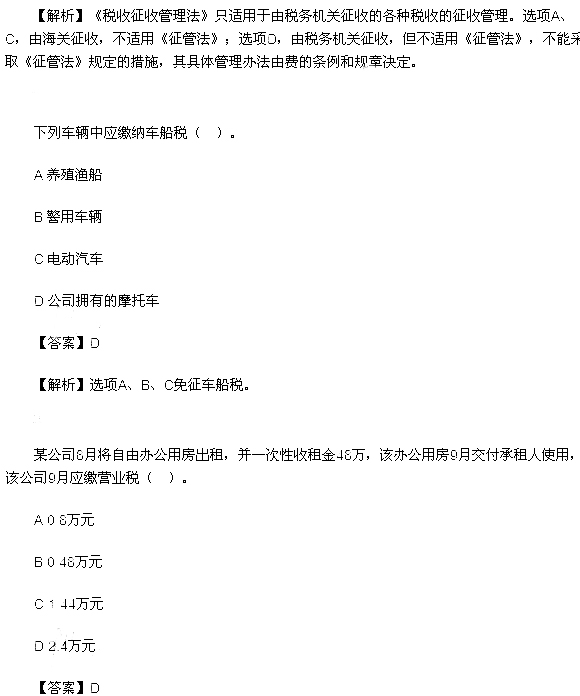 【解析】《税收征收管理法》只适用于由税务机关征收的各种税收的征收管理。选项A、
C，由海关征收，不适用《征管法》；选项D，由税务机关征收，但不适用《征管法》，不能采
取《征管法》规定的措施，其具体管理办法由费的条例和规章决定。
下列车辆中应缴纳车船税（ ）。
A 养殖渔船
B 警用车辆
C 电动汽车
D 公司拥有的摩托车
【答案】D
【解析】选项A、B、C免征车船税。
某公司8月将自由办公用房出租，并一次性收租金48万，该办公用房9月交付承租人使用，
该公司9月应缴营业税（ ）。
A 0 8万元
B 0 48万元
C 1 44万元
D 2.4万元
【答案】D